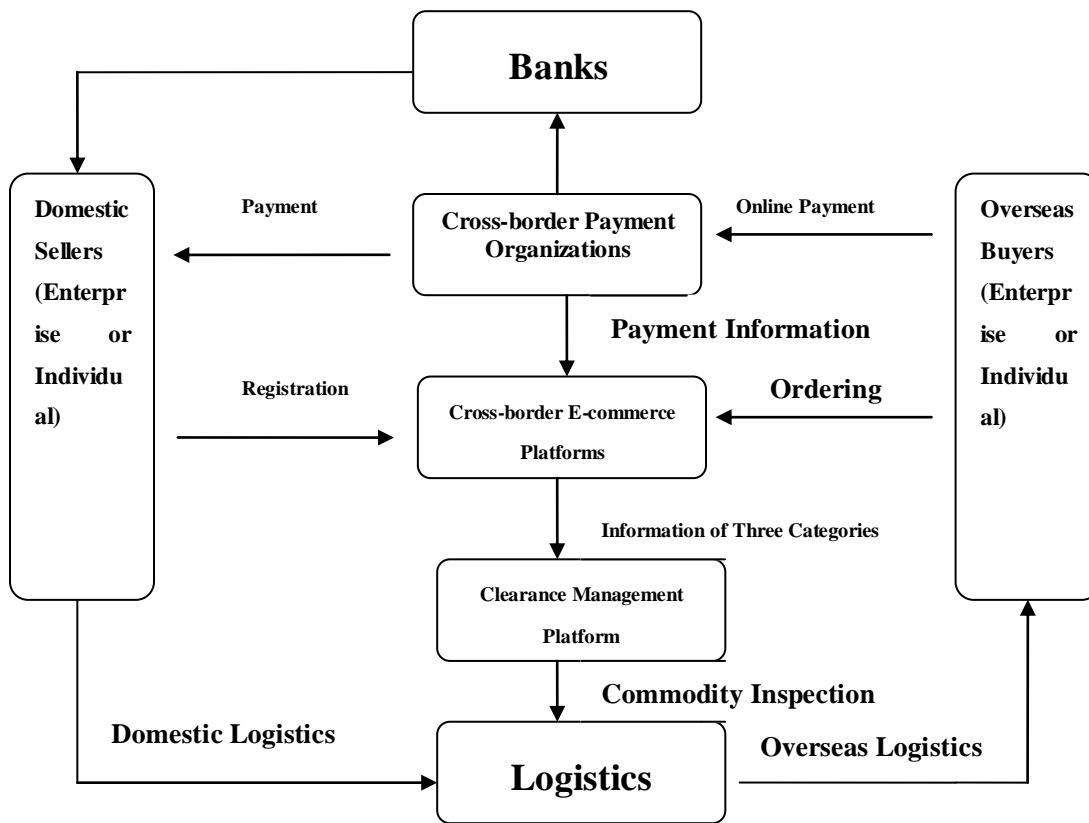 Banks
Domestic
Sellers
(Enterpr
ise or
Individu
al)
Payment
Cross-border Payment
Organizations
Online Payment
Overseas
Buyers
(Enterpr
ise or
Individu
al)
Payment Information
Registration
Cross-border E-commerce
Platforms
Ordering
Information of Three Categories
Clearance Management
Platform
Commodity Inspection
Domestic Logistics
Logistics
Overseas Logistics